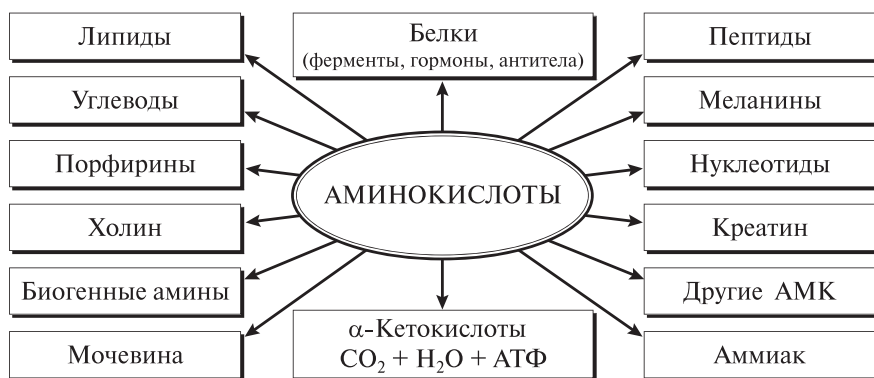 Липиды
Белки
(ферменты, гормоны, антитела)
Пептиды
Углеводы
Меланины
Порфирины
АМИНОКИСЛОТЫ
Нуклеотиды
Холин
Креатин
Биогенные амины
Другие АМК
Мочевина
α-Кетокислоты
CO₂ + H₂O + АТФ
Аммиак